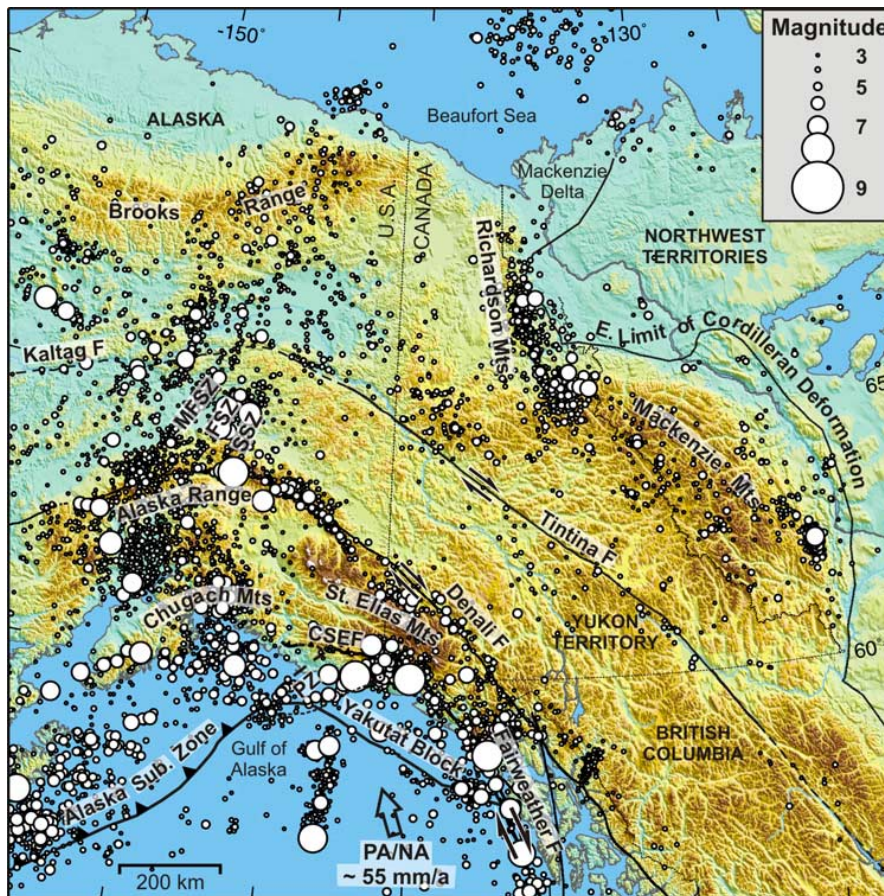 -150°
-130°
Magnitude
3
5
7
9
ALASKA
Beaufort Sea
Mackenzie
Delta
U.S.A.
CANADA
Brooks
Range
Richardson Mts.
NORTHWEST
TERRITORIES
Kaltag F
E. Limit of Cordilleran Deformation
65
MFSZ
FSZ
SSZ
Mackenzie
Mts.
Alaska Range
Tintina F
Denali F
Chugach Mts
St. Elias Mts
CSEF
YUKON
TERRITORY
60°
PZ
Yakutat Block
BRITISH
COLUMBIA
Alaska Sub. Zone
Gulf of
Alaska
Fairweather F
PA/NA
~ 55 mm/a
200 km